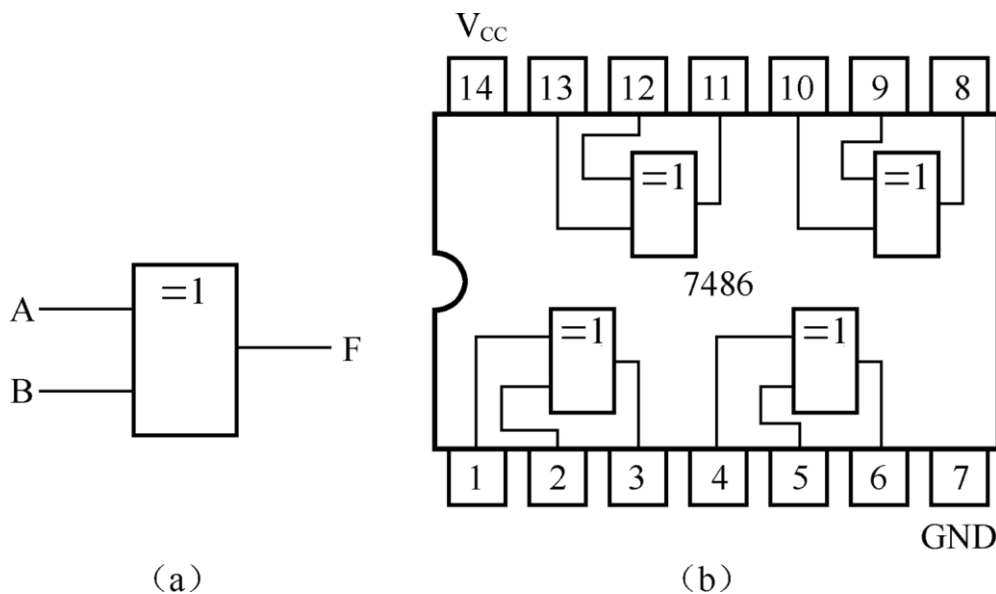 V_CC
14 13 12 11 10 9 8
=1 =1
7486
=1 =1
1 2 3 4 5 6 7
GND
=1
A
F
B
（a） （b）